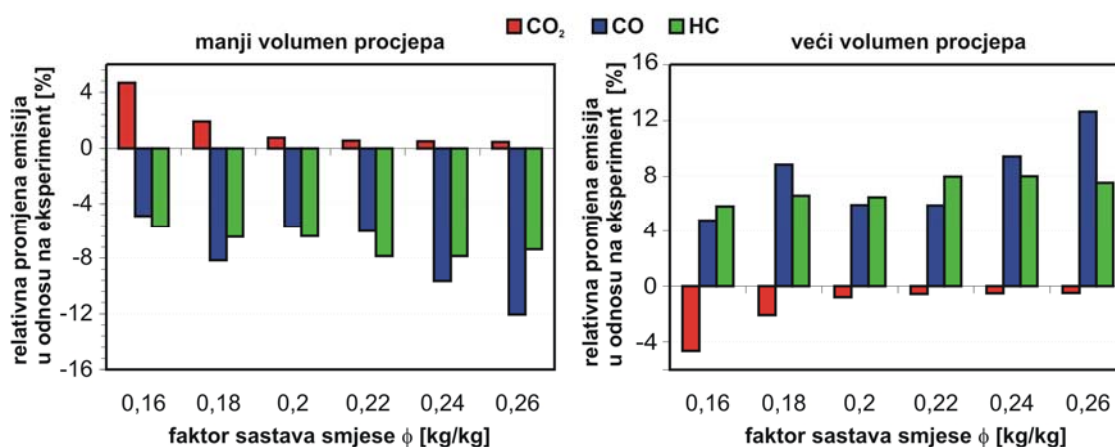 CO₂ CO HC
manji volumen procjepa
relativna promjena emisija
u odnosu na eksperiment [%]
4
0
-4
-8
-12
-16
0,16 0,18 0,2 0,22 0,24 0,26
faktor sastava smjese ϕ [kg/kg]
veći volumen procjepa
relativna promjena emisija
u odnosu na eksperiment [%]
16
12
8
4
0
-4
0,16 0,18 0,2 0,22 0,24 0,26
faktor sastava smjese ϕ [kg/kg]